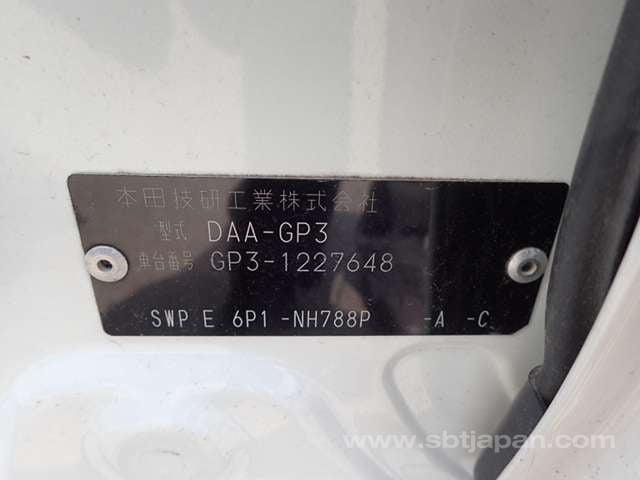 本田技研工業株式会社
型式 DAA-GP3
車台番号 GP3-1227648
SWP E 6P1 -NH788P -A -C
www.sbtjapan.com